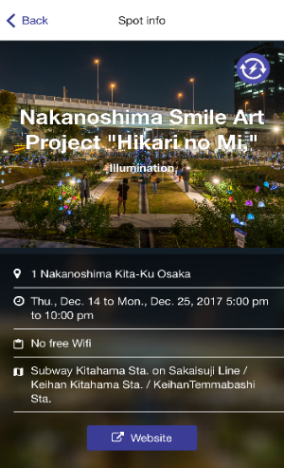 Back
Spot info
Nakanoshima Smile Art
Project "Hikari no Mi,"
Illumination
1 Nakanoshima Kita-Ku Osaka
Thu., Dec. 14 to Mon., Dec. 25, 2017 5:00 pm
to 10:00 pm
No free Wifi
Subway Kitahama Sta. on Sakaisuji Line /
Keihan Kitahama Sta. / KeihanTemmabashi
Sta.
Website